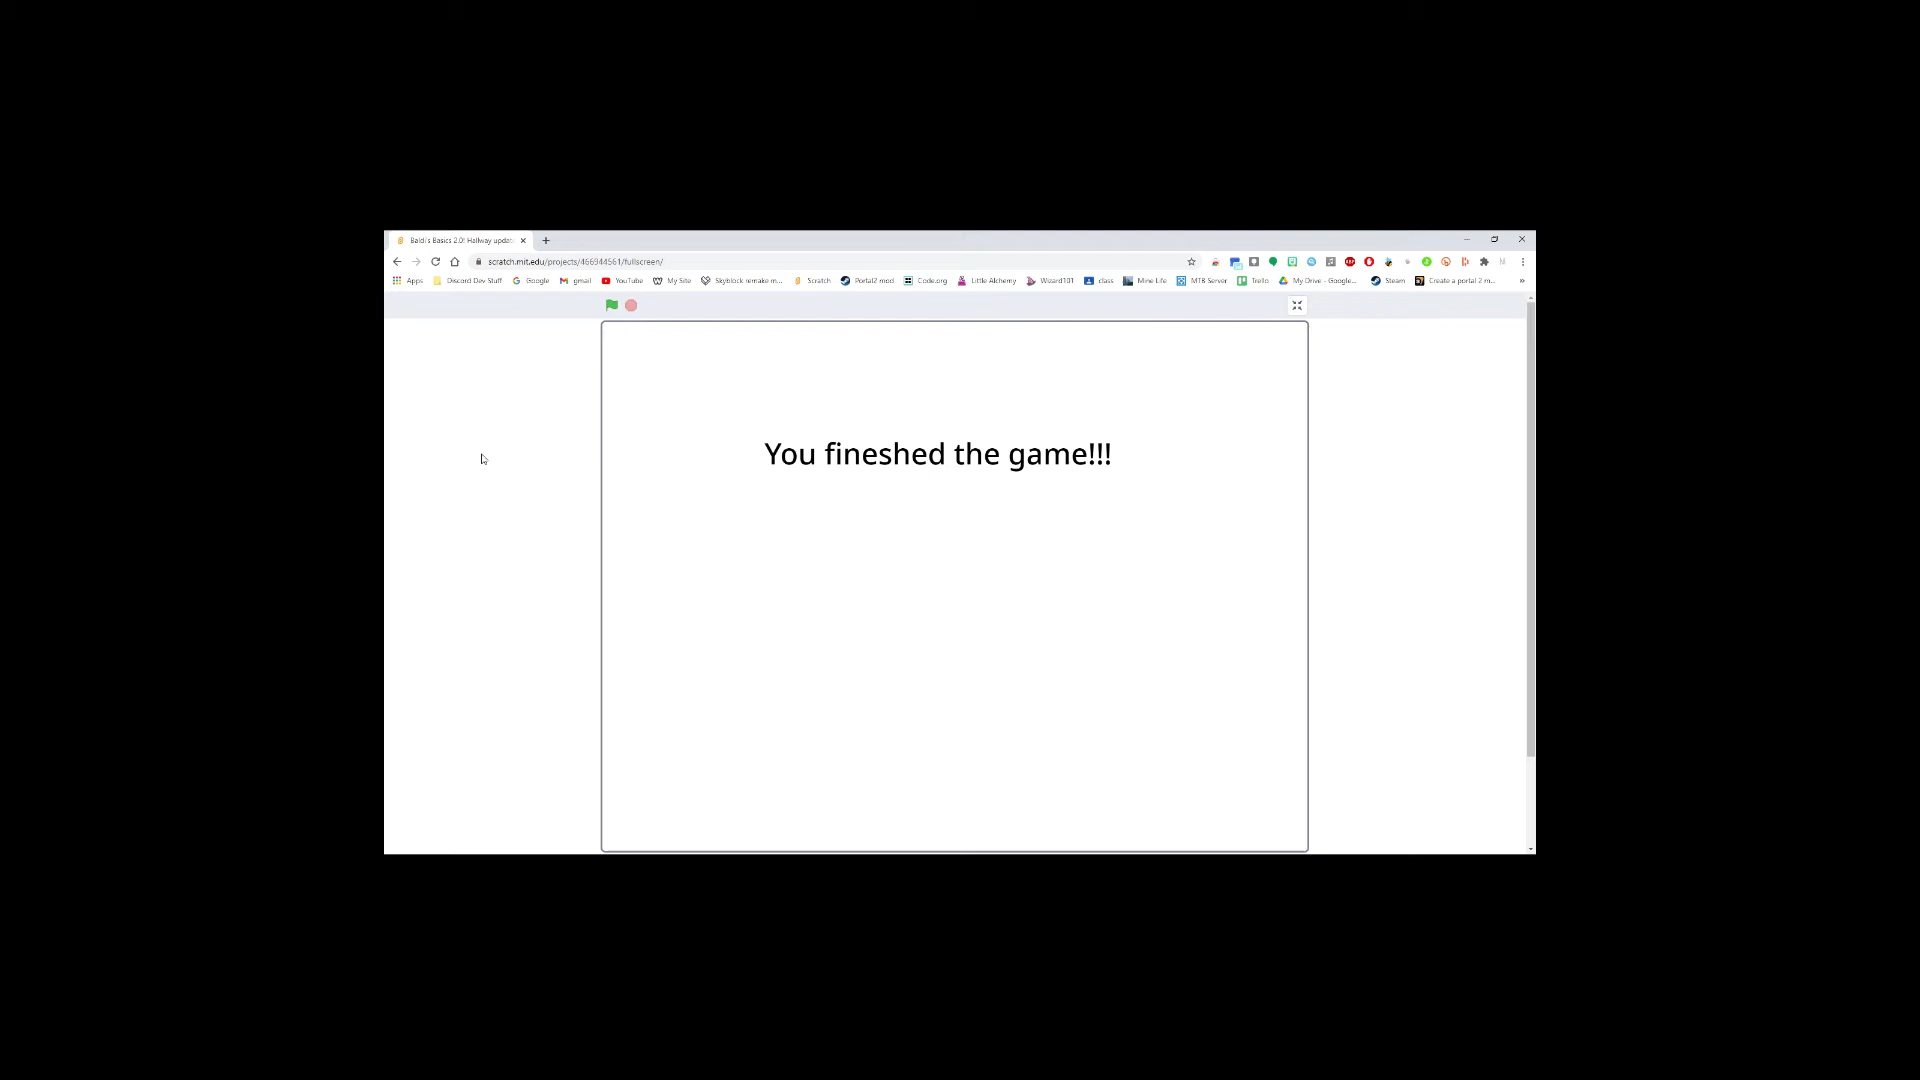 Baldi's Basics 2.0! Hallway updat
scratch.mit.edu/projects/466944561/fullscreen/
Apps Discord Dev Stuff Google gmail YouTube My Site Skyblock remake m... Scratch Portal2 mod Code.org Little Alchemy Wizard101 class Mine Life MTB Server Trello My Drive - Google... Steam Create a portal 2 m... »
You fineshed the game!!!